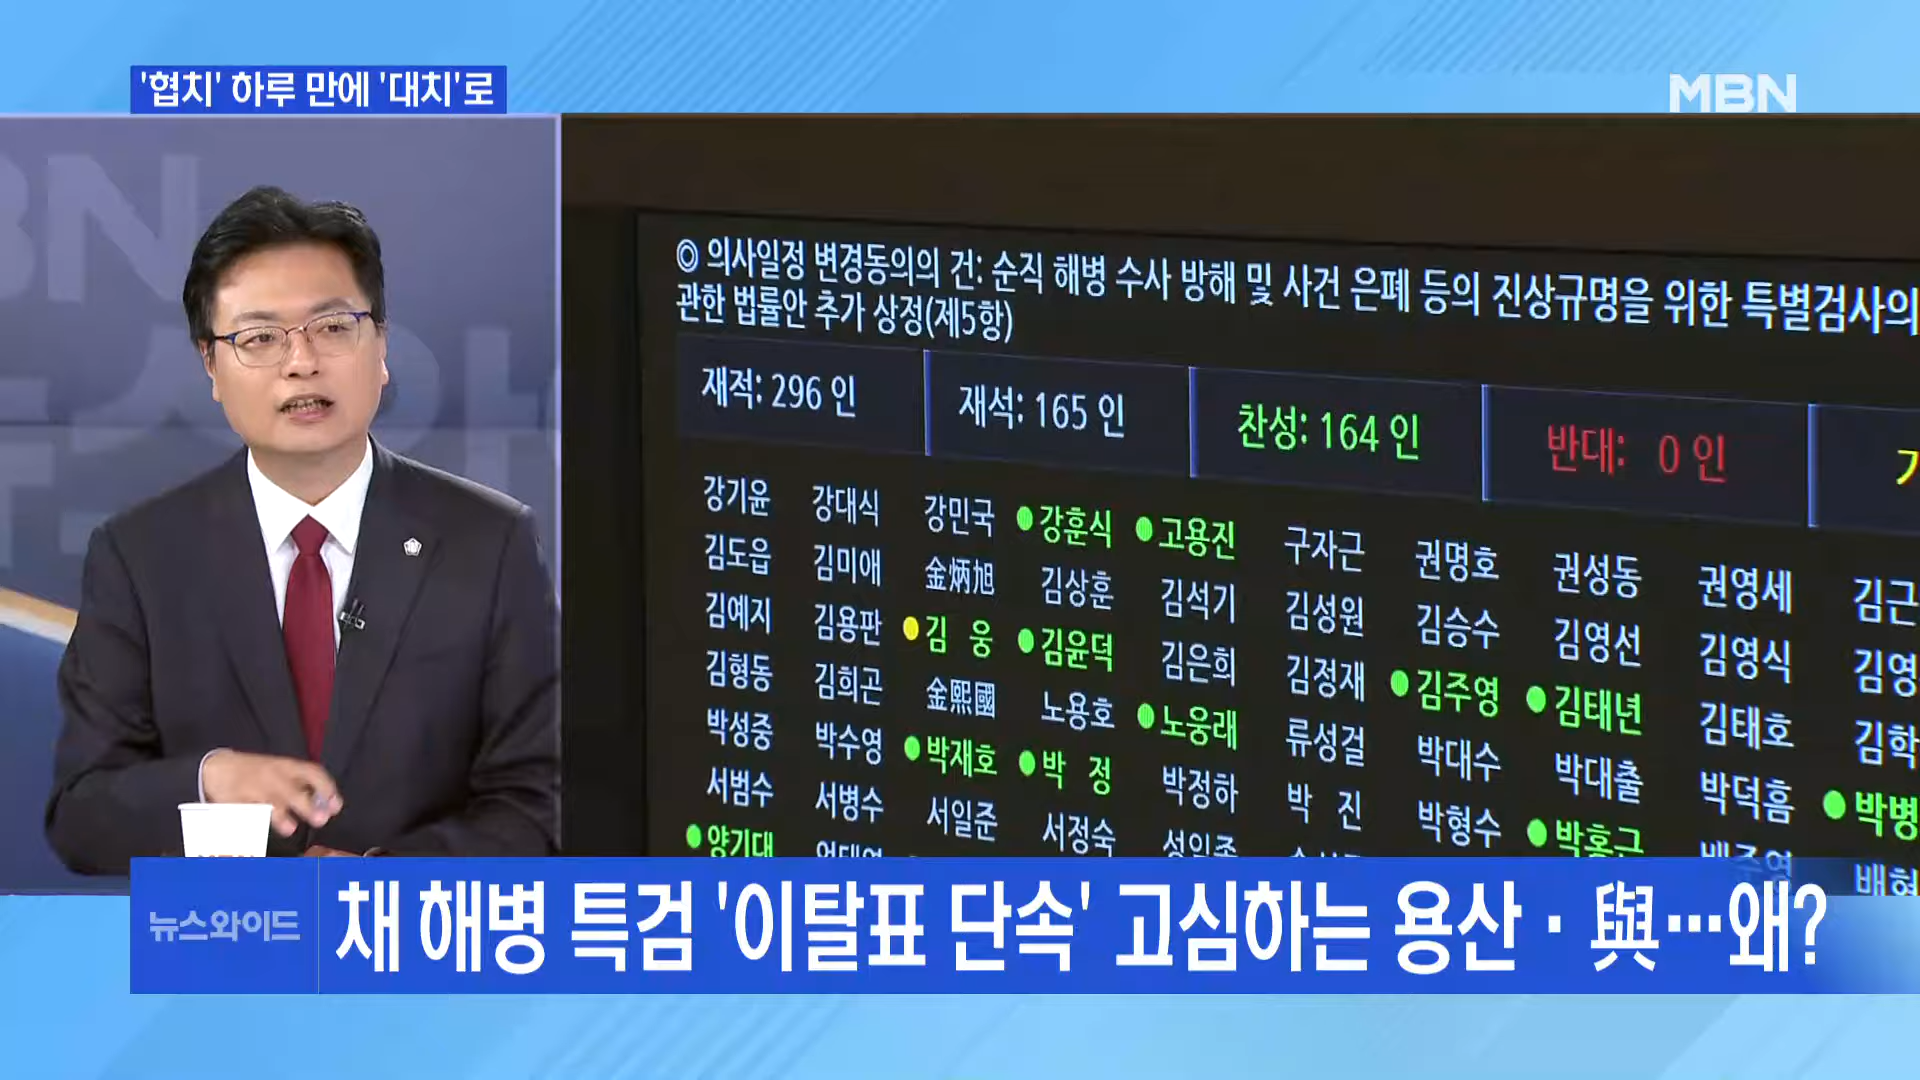 '협치' 하루 만에 '대치'로
MBN
◎ 의사일정 변경동의의 건: 순직 해병 수사 방해 및 사건 은폐 등의 진상규명을 위한 특별검사의
관한 법률안 추가 상정(제5항)
재적: 296 인 재석: 165 인 찬성: 164 인 반대: 0 인
강기윤 강대식 강민국 강훈식 고용진 구자근 권명호 권성동 권영세 김근
김도읍 김미애 金炳旭 김상훈 김석기 김성원 김승수 김영선 김영식 김영
김예지 김용판 김 웅 김윤덕 김은희 김정재 김주영 김태년 김태호 김학
김형동 김희곤 金熙國 노용호 노웅래 류성걸 박대수 박대출 박덕흠 박병
박성중 박수영 박재호 박 정 박정하 박 진 박형수 박홍근 배준영 배현
서범수 서병수 서일준 서정숙 성일종
양기대
뉴스와이드
채 해병 특검 '이탈표 단속' 고심하는 용산·與…왜?